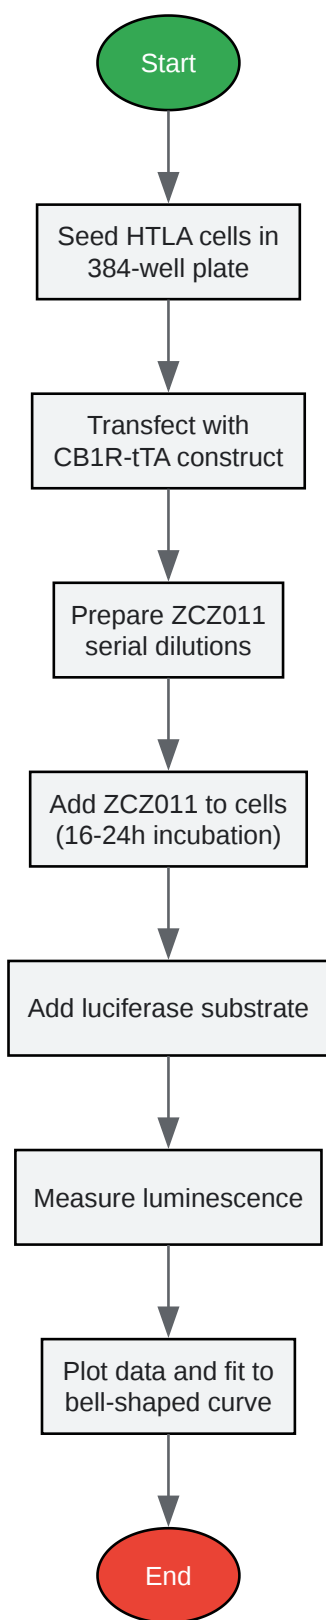 Start
Seed HTLA cells in
384-well plate
Transfect with
CB1R-tTA construct
Prepare ZCZ011
serial dilutions
Add ZCZ011 to cells
(16-24h incubation)
Add luciferase substrate
Measure luminescence
Plot data and fit to
bell-shaped curve
End